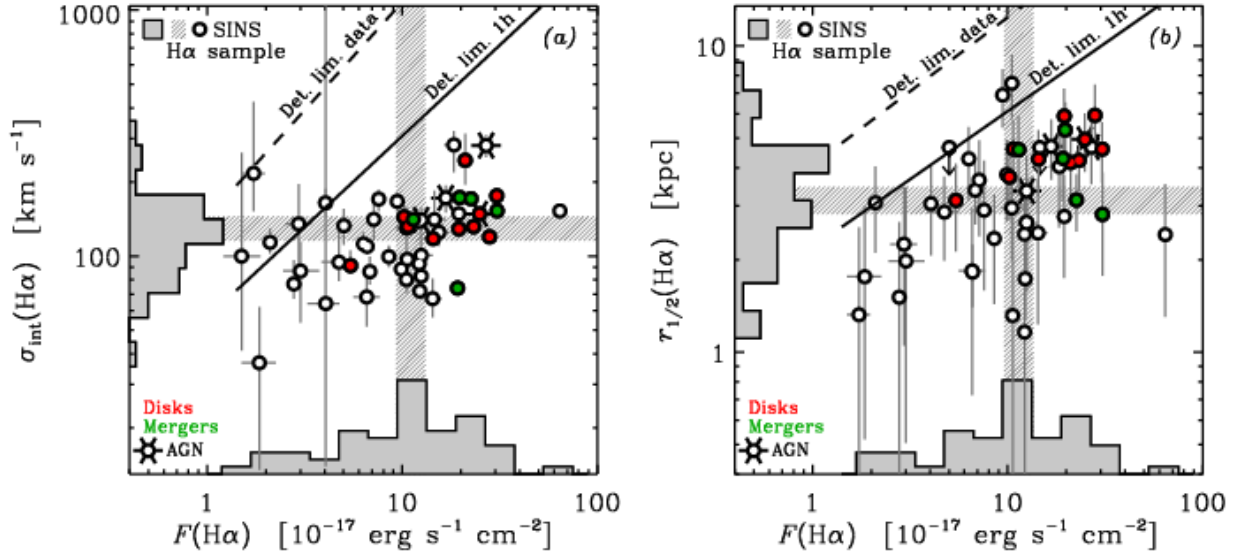 1000
100
σint(Hα) [km s⁻¹]
SINS
Hα sample
Det. lim. data
Det. lim. 1h
(a)
Disks
Mergers
AGN
1 10 100
F(Hα) [10⁻¹⁷ erg s⁻¹ cm⁻²]
10
1
r1/2(Hα) [kpc]
SINS
Hα sample
Det. lim. data
Det. lim. 1h
(b)
Disks
Mergers
AGN
1 10 100
F(Hα) [10⁻¹⁷ erg s⁻¹ cm⁻²]